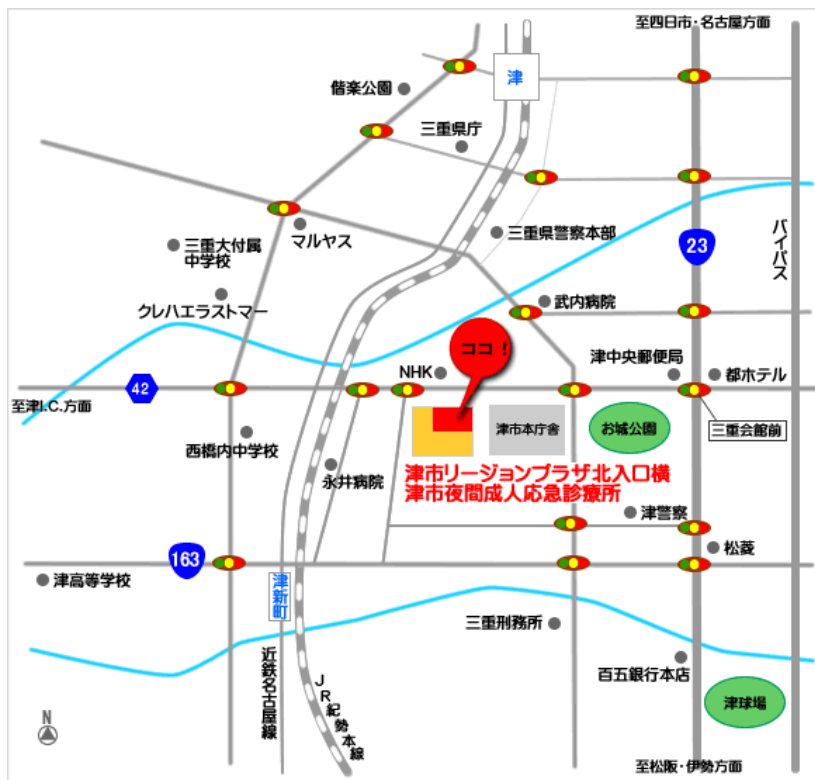 至四日市・名古屋方面
津
偕楽公園
三重県庁
三重大付属
中学校
マルヤス
三重県警察本部
23
バイパス
クレハエラストマー
武内病院
ココ！
NHK
津中央郵便局
都ホテル
42
至津I.C.方面
西橋内中学校
津市本庁舎
お城公園
三重会館前
永井病院
津市リージョンプラザ北入口横
津市夜間成人応急診療所
津警察
松菱
163
津高等学校
津新町
三重刑務所
百五銀行本店
近鉄名古屋線
JR紀勢本線
津球場
N
至松阪・伊勢方面